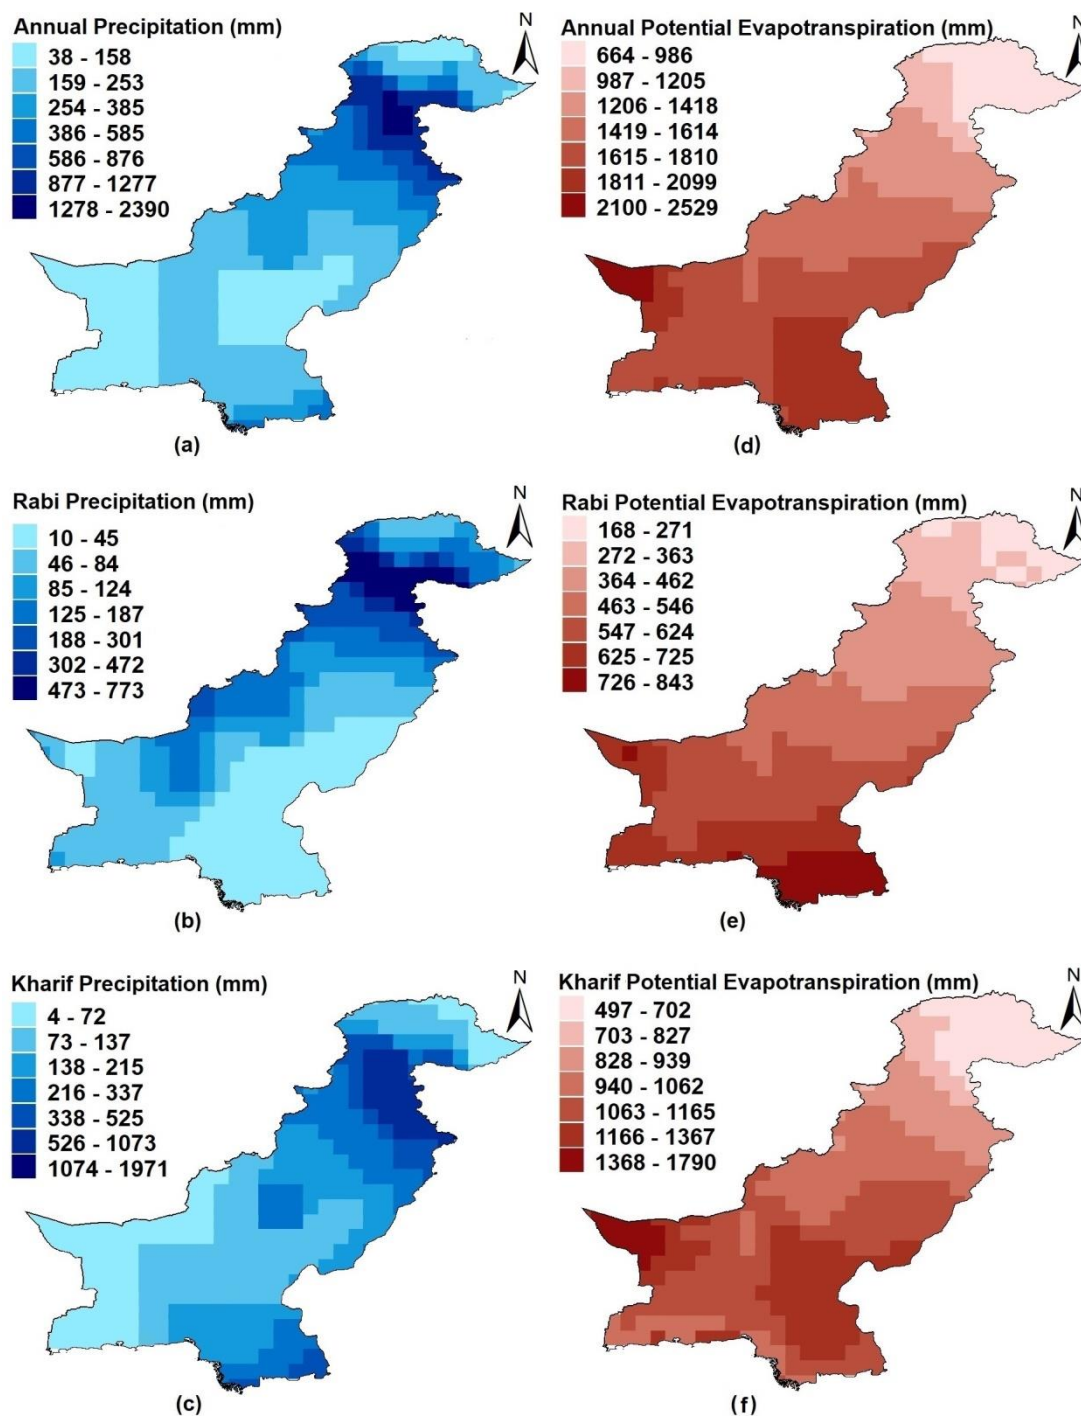 Annual Precipitation (mm)
N
38 - 158
159 - 253
254 - 385
386 - 585
586 - 876
877 - 1277
1278 - 2390
(a)
Annual Potential Evapotranspiration (mm)
N
664 - 986
987 - 1205
1206 - 1418
1419 - 1614
1615 - 1810
1811 - 2099
2100 - 2529
(d)
Rabi Precipitation (mm)
N
10 - 45
46 - 84
85 - 124
125 - 187
188 - 301
302 - 472
473 - 773
(b)
Rabi Potential Evapotranspiration (mm)
N
168 - 271
272 - 363
364 - 462
463 - 546
547 - 624
625 - 725
726 - 843
(e)
Kharif Precipitation (mm)
N
4 - 72
73 - 137
138 - 215
216 - 337
338 - 525
526 - 1073
1074 - 1971
(c)
Kharif Potential Evapotranspiration (mm)
N
497 - 702
703 - 827
828 - 939
940 - 1062
1063 - 1165
1166 - 1367
1368 - 1790
(f)